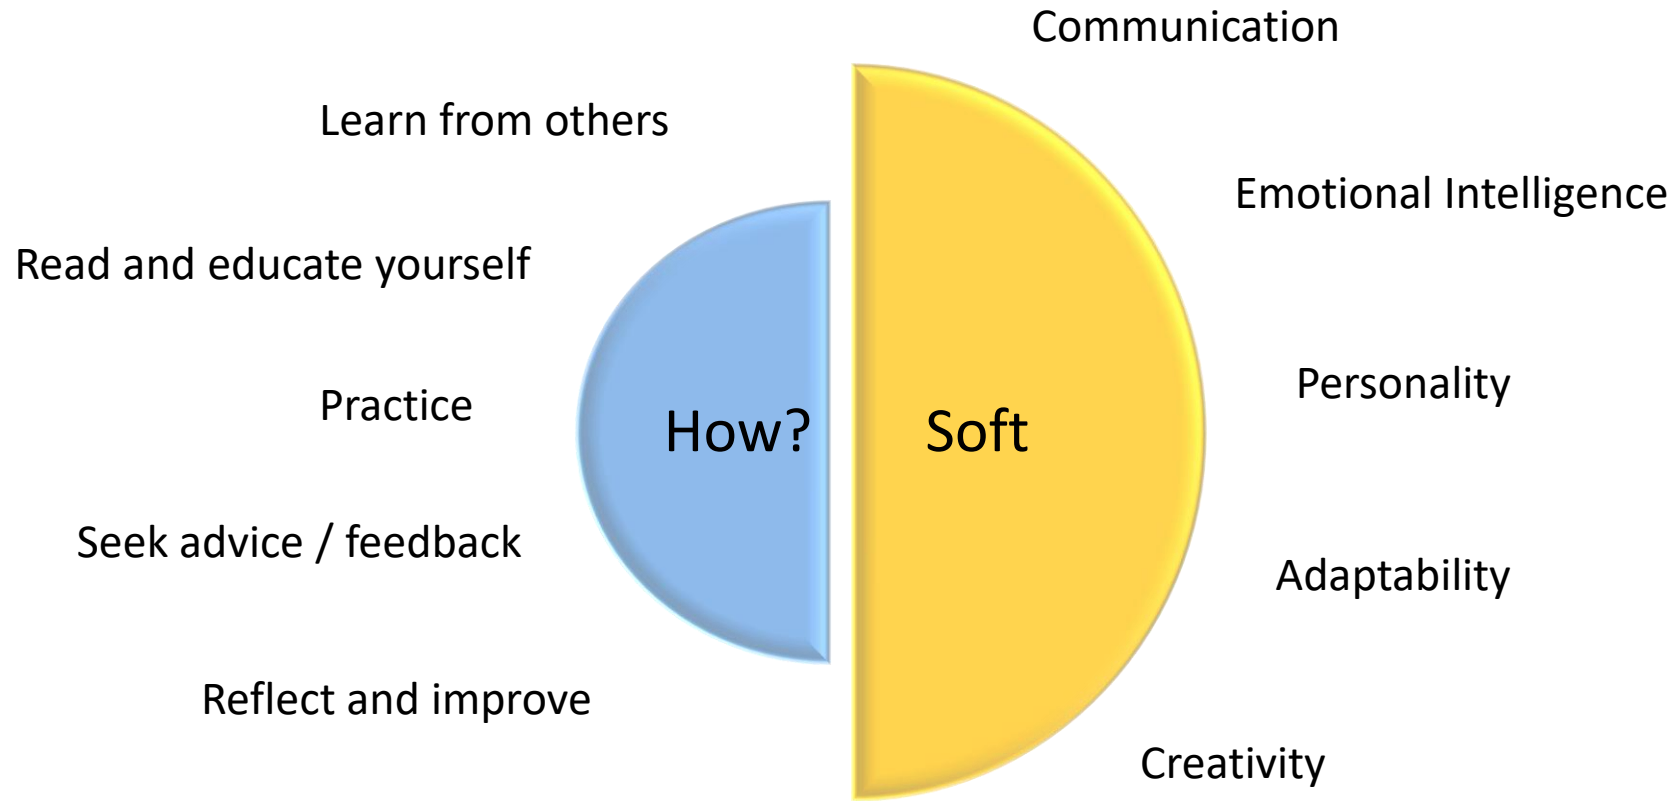 Communication
Learn from others
Emotional Intelligence
Read and educate yourself
Personality
Practice
How?
Soft
Seek advice / feedback
Adaptability
Reflect and improve
Creativity